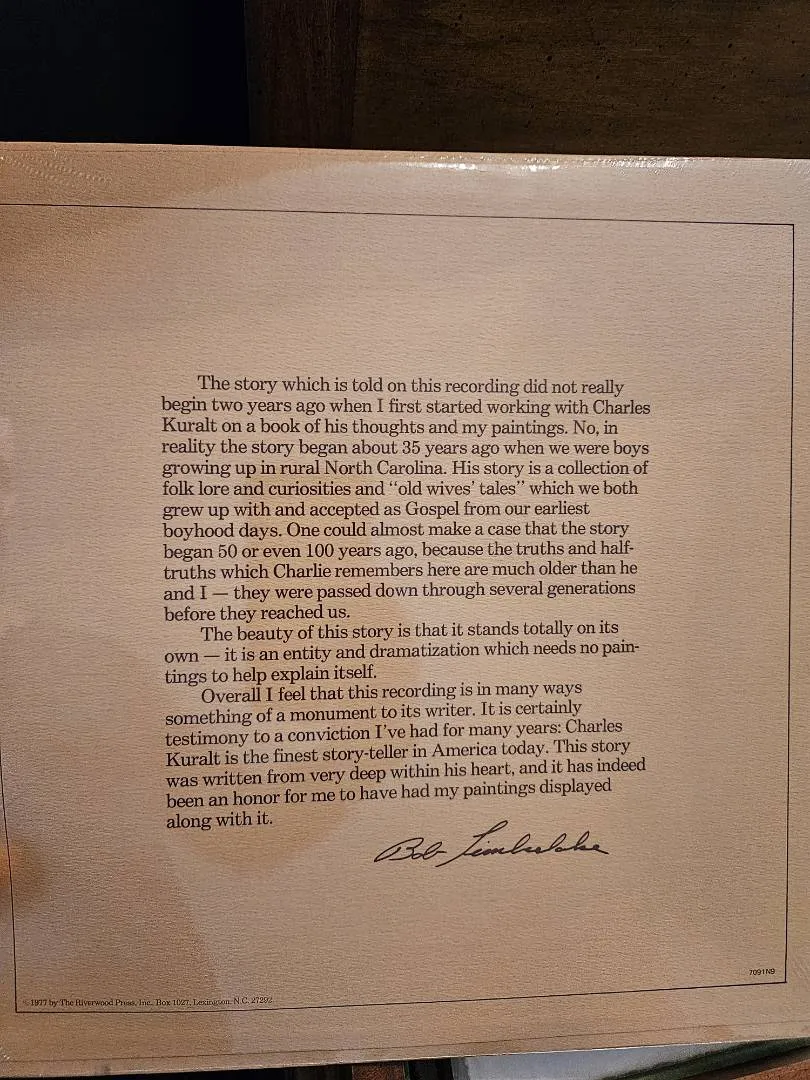 The story which is told on this recording did not really
begin two years ago when I first started working with Charles
Kuralt on a book of his thoughts and my paintings. No, in
reality the story began about 35 years ago when we were boys
growing up in rural North Carolina. His story is a collection of
folk lore and curiosities and “old wives’ tales” which we both
grew up with and accepted as Gospel from our earliest
boyhood days. One could almost make a case that the story
began 50 or even 100 years ago, because the truths and half-
truths which Charlie remembers here are much older than he
and I — they were passed down through several generations
before they reached us.
The beauty of this story is that it stands totally on its
own — it is an entity and dramatization which needs no pain-
tings to help explain itself.
Overall I feel that this recording is in many ways
something of a monument to its writer. It is certainly
testimony to a conviction I’ve had for many years: Charles
Kuralt is the finest story-teller in America today. This story
was written from very deep within his heart, and it has indeed
been an honor for me to have had my paintings displayed
along with it.
Bob Timberlake
7091N9
© 1977 by The Riverwood Press, Inc. Box 1027, Lexington, N.C. 27292